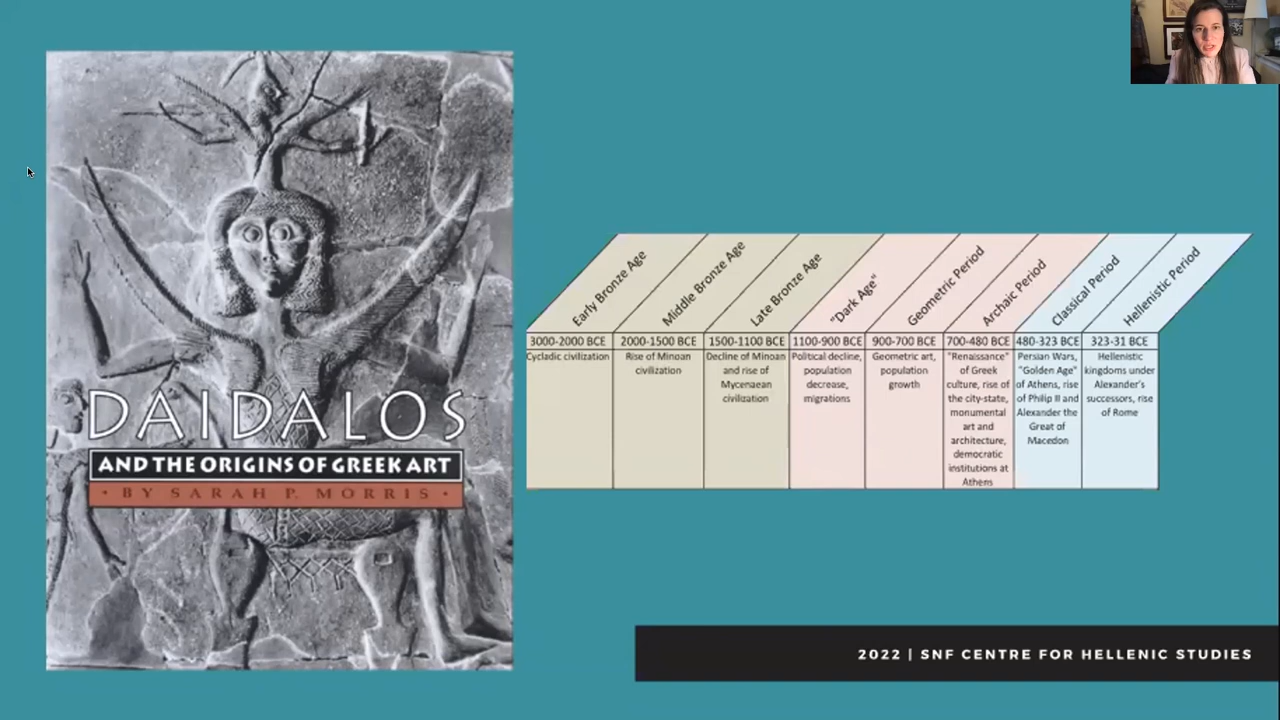 DAIDALOS
AND THE ORIGINS OF GREEK ART
• BY SARAH P. MORRIS •
Early Bronze Age
Middle Bronze Age
Late Bronze Age
"Dark Age"
Geometric Period
Archaic Period
Classical Period
Hellenistic Period
3000-2000 BCE
2000-1500 BCE
1500-1100 BCE
1100-900 BCE
900-700 BCE
700-480 BCE
480-323 BCE
323-31 BCE
Cycladic civilization
Rise of Minoan
civilization
Decline of Minoan
and rise of
Mycenaean
civilization
Political decline,
population
decrease,
migrations
Geometric art,
population
growth
"Renaissance"
of Greek
culture, rise of
the city-state,
monumental
art and
architecture,
democratic
institutions at
Athens
Persian Wars,
"Golden Age"
of Athens, rise
of Philip II and
Alexander the
Great of
Macedon
Hellenistic
kingdoms under
Alexander's
successors, rise
of Rome
2022 | SNF CENTRE FOR HELLENIC STUDIES